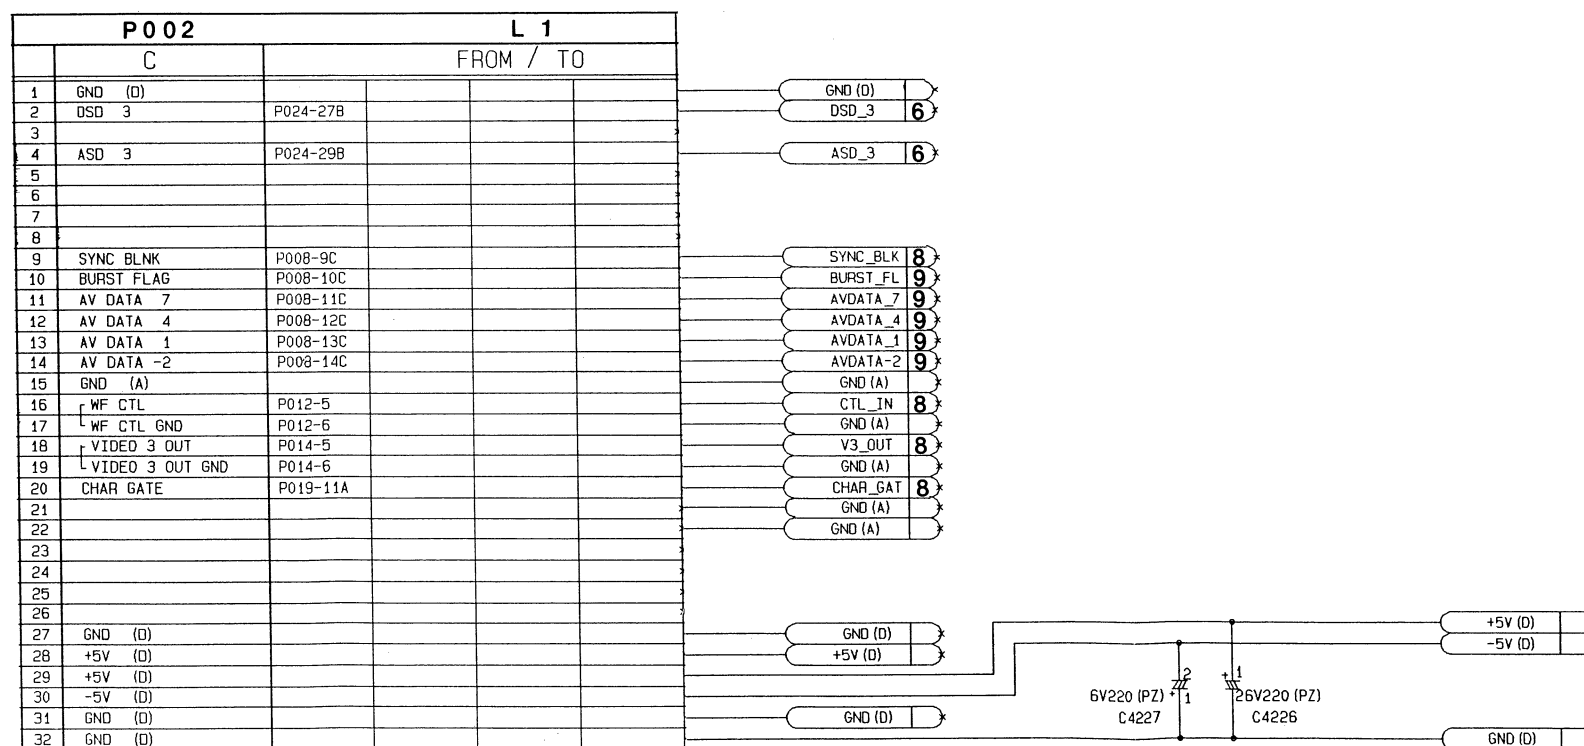 P002 L 1
C FROM / TO
1 GND (D) GND (D)
2 DSD 3 P024-27B DSD_3 6
3
4 ASD 3 P024-29B ASD_3 6
5
6
7
8
9 SYNC BLNK P008-9C SYNC_BLK 8
10 BURST FLAG P008-10C BURST_FL 9
11 AV DATA 7 P008-11C AVDATA_7 9
12 AV DATA 4 P008-12C AVDATA_4 9
13 AV DATA 1 P008-13C AVDATA_1 9
14 AV DATA -2 P008-14C AVDATA-2 9
15 GND (A) GND (A)
16 WF CTL P012-5 CTL_IN 8
17 WF CTL GND P012-6 GND (A)
18 VIDEO 3 OUT P014-5 V3_OUT 8
19 VIDEO 3 OUT GND P014-6 GND (A)
20 CHAR GATE P019-11A CHAR_GAT 8
21 GND (A)
22 GND (A)
23
24
25
26
27 GND (D) GND (D) +5V (D)
28 +5V (D) +5V (D) -5V (D)
29 +5V (D) 2 + 1
30 -5V (D) 6V220 (PZ) + 1 2 6V220 (PZ)
31 GND (D) GND (D) C4227 C4226
32 GND (D) GND (D)